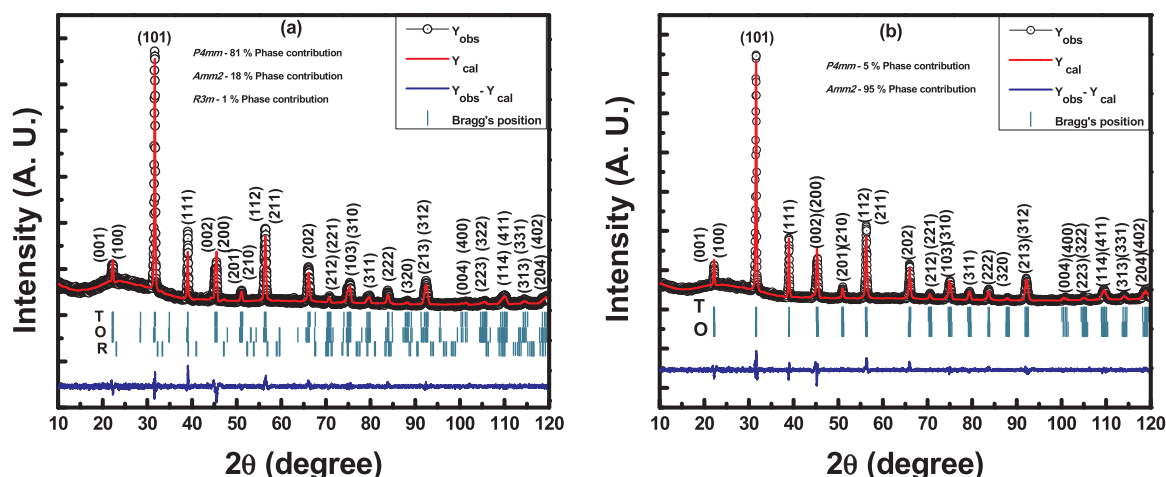 (a)
P4mm - 81 % Phase contribution
Amm2 - 18 % Phase contribution
R3m - 1 % Phase contribution
Yobs
Ycal
Yobs - Ycal
Bragg's position
(101)
(001)
(100)
(111)
(002)
(200)
(201)
(210)
(112)
(211)
(202)
(212)(221)
(103) (310)
(311)
(222)
(320)
(213) (312)
(004) (400)
(223) (322)
(114) (411)
(313) (331)
(204) (402)
T
O
R
Intensity (A. U.)
10 20 30 40 50 60 70 80 90 100 110 120
2θ (degree)
(b)
P4mm - 5 % Phase contribution
Amm2 - 95 % Phase contribution
Yobs
Ycal
Yobs - Ycal
Bragg's position
(101)
(001)
(100)
(111)
(002)(200)
(201)(210)
(112)
(211)
(202)
(212)(221)
(103)(310)
(311)
(222)
(320)
(213)(312)
(004)(400)
(223)(322)
(114)(411)
(313)(331)
(204)(402)
T
O
Intensity (A. U.)
10 20 30 40 50 60 70 80 90 100 110 120
2θ (degree)